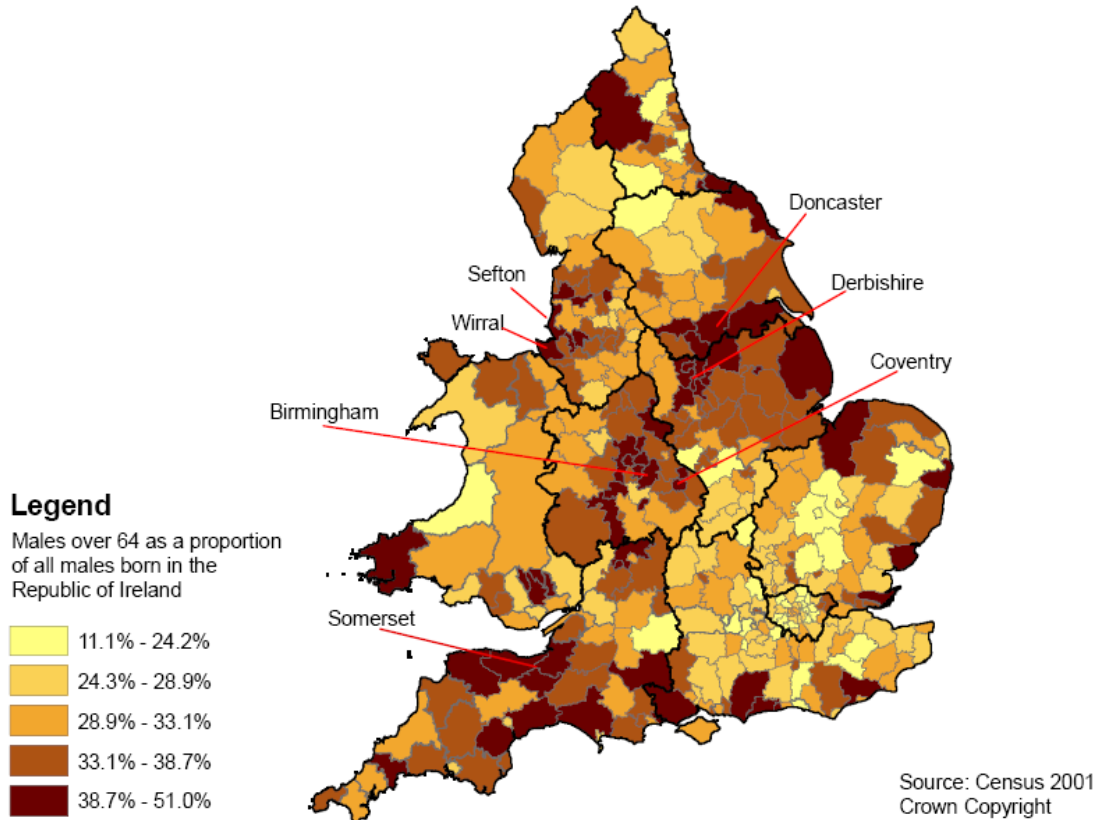 Doncaster
Sefton
Derbishire
Wirral
Coventry
Birmingham
Legend
Males over 64 as a proportion
of all males born in the
Republic of Ireland
Somerset
11.1% - 24.2%
24.3% - 28.9%
28.9% - 33.1%
33.1% - 38.7%
38.7% - 51.0%
Source: Census 2001
Crown Copyright